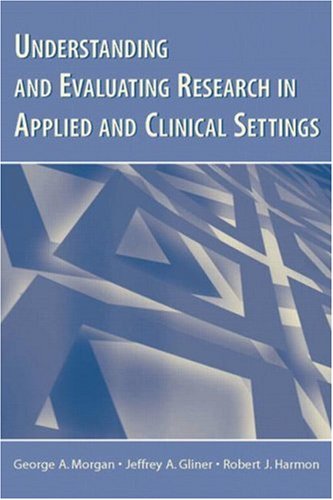 UNDERSTANDING
AND EVALUATING RESEARCH IN
APPLIED AND CLINICAL SETTINGS
George A. Morgan • Jeffrey A. Gliner • Robert J. Harmon